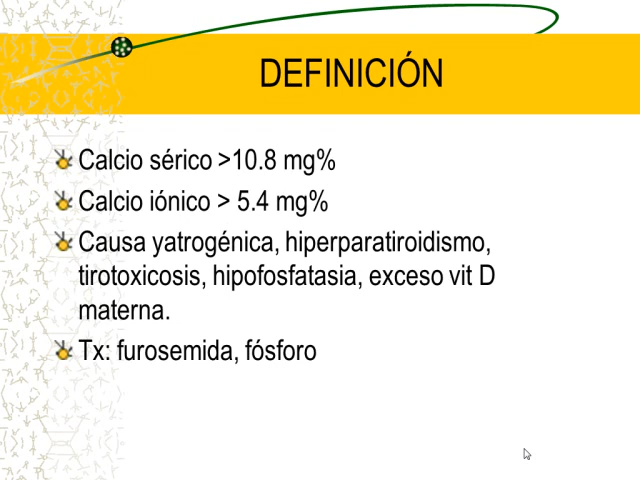 DEFINICIÓN
Calcio sérico >10.8 mg%
Calcio iónico > 5.4 mg%
Causa yatrogénica, hiperparatiroidismo,
tirotoxicosis, hipofosfatasia, exceso vit D
materna.
Tx: furosemida, fósforo